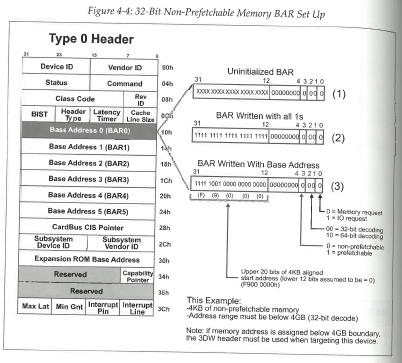 Figure 4-4: 32-Bit Non-Prefetchable Memory BAR Set Up
Type 0 Header
31 23 15 7 0
Device ID Vendor ID 00h
Status Command 04h
Class Code Rev ID 08h
BIST Header Type Latency Timer Cache Line Size 0Ch
Base Address 0 (BAR0) 10h
Base Address 1 (BAR1) 14h
Base Address 2 (BAR2) 18h
Base Address 3 (BAR3) 1Ch
Base Address 4 (BAR4) 20h
Base Address 5 (BAR5) 24h
CardBus CIS Pointer 28h
Subsystem Device ID Subsystem Vendor ID 2Ch
Expansion ROM Base Address 30h
Reserved Capability Pointer 34h
Reserved 38h
Max Lat Min Gnt Interrupt Pin Interrupt Line 3Ch
Uninitialized BAR
31 12 4 3 2 1 0
XXXX XXXX XXXX XXXX XXXX 00000000 0 00 0 (1)
BAR Written with all 1s
31 12 4 3 2 1 0
1111 1111 1111 1111 1111 00000000 0 00 0 (2)
BAR Written With Base Address
31 12 4 3 2 1 0
1111 1001 0000 0000 0000 00000000 0 00 0 (3)
(F) (9) (0) (0) (0)
0 = Memory request
1 = IO request
00 = 32-bit decoding
10 = 64-bit decoding
0 = non-prefetchable
1 = prefetchable
Upper 20 bits of 4KB aligned
start address (lower 12 bits assumed to be = 0)
(F900 0000h)
This Example:
-4KB of non-prefetchable memory
-Address range must be below 4GB (32-bit decode)
Note: if memory address is assigned below 4GB boundary,
the 3DW header must be used when targeting this device.